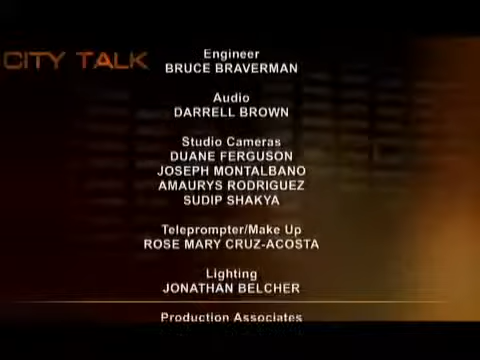 CITY TALK
Engineer
BRUCE BRAVERMAN
Audio
DARRELL BROWN
Studio Cameras
DUANE FERGUSON
JOSEPH MONTALBANO
AMAURYS RODRIGUEZ
SUDIP SHAKYA
Teleprompter/Make Up
ROSE MARY CRUZ-ACOSTA
Lighting
JONATHAN BELCHER
Production Associates